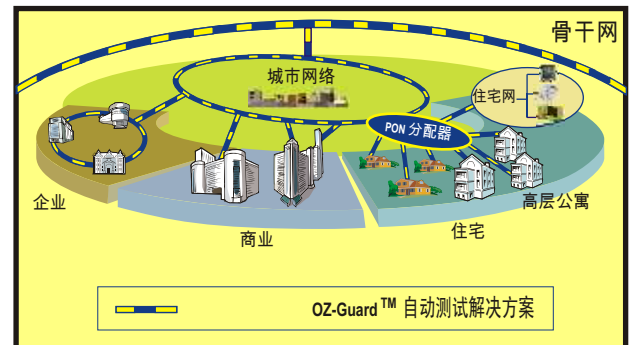 骨干网
城市网络
住宅网
PON 分配器
企业
商业
住宅
高层公寓
OZ-Guard™ 自动测试解决方案